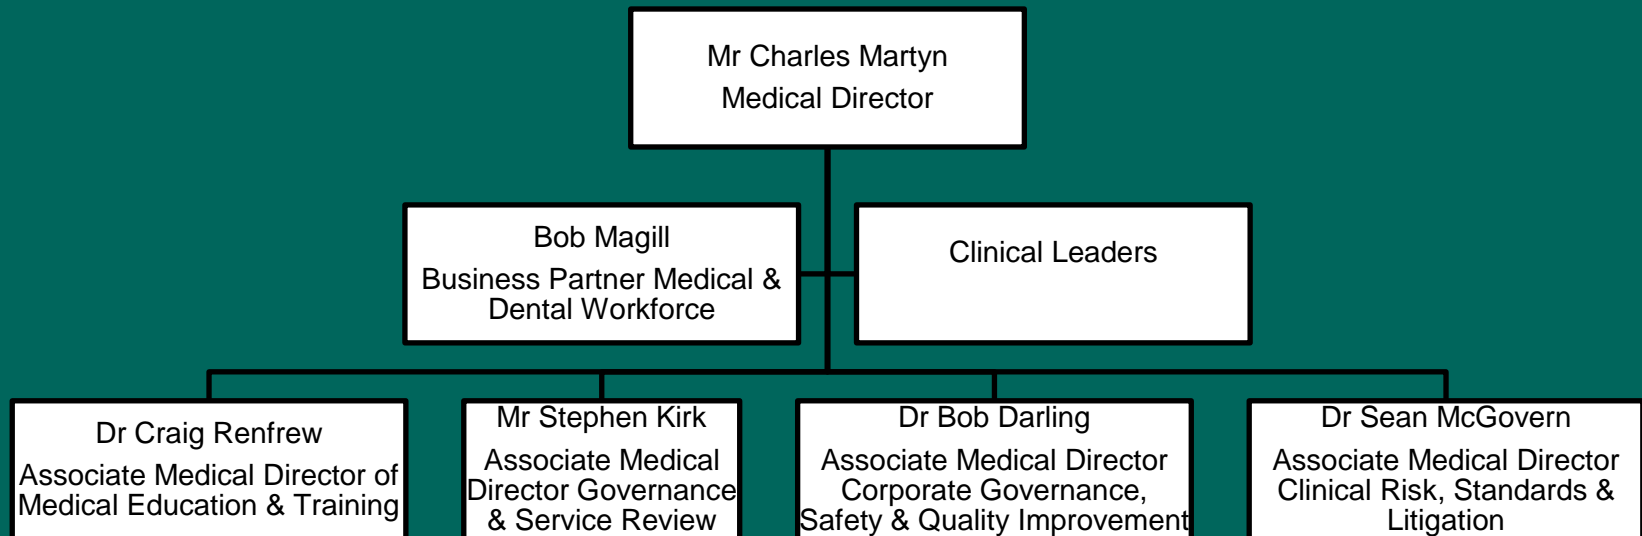 Mr Charles Martyn
Medical Director
Bob Magill
Business Partner Medical &
Dental Workforce
Clinical Leaders
Dr Craig Renfrew
Associate Medical Director of
Medical Education & Training
Mr Stephen Kirk
Associate Medical
Director Governance
& Service Review
Dr Bob Darling
Associate Medical Director
Corporate Governance,
Safety & Quality Improvement
Dr Sean McGovern
Associate Medical Director
Clinical Risk, Standards &
Litigation